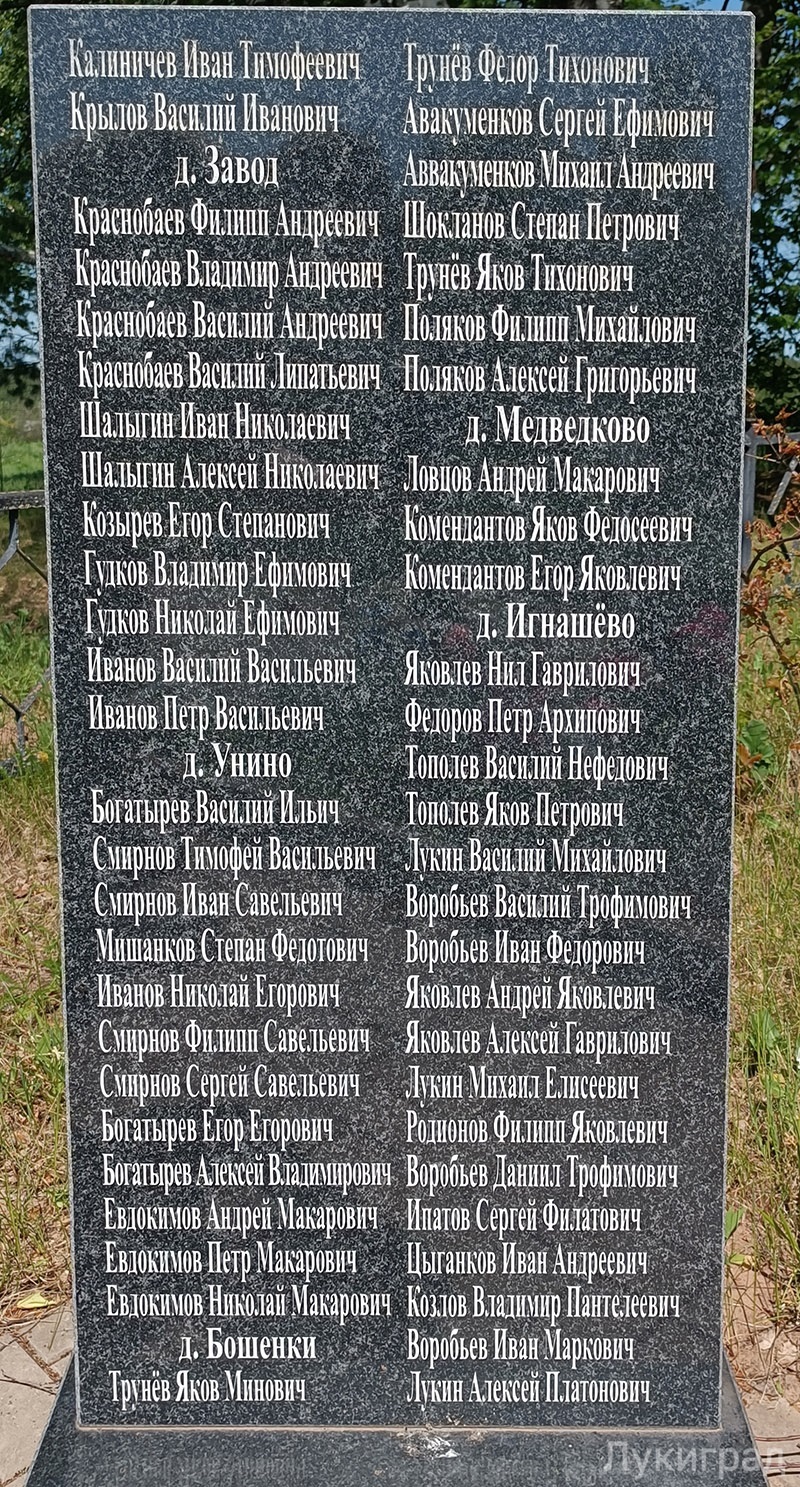 Калиничев Иван Тимофеевич
Крылов Василий Иванович
д. Завод
Краснобаев Филипп Андреевич
Краснобаев Владимир Андреевич
Краснобаев Василий Андреевич
Краснобаев Василий Липатьевич
Шалыгин Иван Николаевич
Шалыгин Алексей Николаевич
Козырев Егор Степанович
Гудков Владимир Ефимович
Гудков Николай Ефимович
Иванов Василий Васильевич
Иванов Петр Васильевич
д. Унино
Богатырев Василий Ильич
Смирнов Тимофей Васильевич
Смирнов Иван Савельевич
Мишанков Степан Федотович
Иванов Николай Егорович
Смирнов Филипп Савельевич
Смирнов Сергей Савельевич
Богатырев Егор Егорович
Богатырев Алексей Владимирович
Евдокимов Андрей Макарович
Евдокимов Петр Макарович
Евдокимов Николай Макарович
д. Бошенки
Трунёв Яков Минович
Трунёв Федор Тихонович
Авакуменков Сергей Ефимович
Аввакуменков Михаил Андреевич
Шокланов Степан Петрович
Трунёв Яков Тихонович
Поляков Филипп Михайлович
Поляков Алексей Григорьевич
д. Медведково
Ловцов Андрей Макарович
Комендантов Яков Федосеевич
Комендантов Егор Яковлевич
д. Игнашёво
Яковлев Нил Гаврилович
Федоров Петр Архипович
Тополев Василий Нефедович
Тополев Яков Петрович
Лукин Василий Михайлович
Воробьев Василий Трофимович
Воробьев Иван Федорович
Яковлев Андрей Яковлевич
Яковлев Алексей Гаврилович
Лукин Михаил Елисеевич
Родионов Филипп Яковлевич
Воробьев Даниил Трофимович
Ипатов Сергей Филатович
Цыганков Иван Андреевич
Козлов Владимир Пантелеевич
Воробьев Иван Маркович
Лукин Алексей Платонович
Лукиград